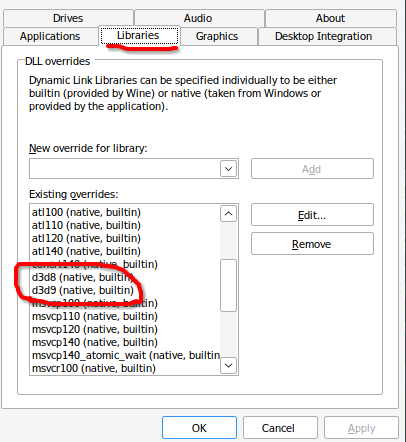 Drives
Audio
About
Applications
Libraries
Graphics
Desktop Integration
DLL overrides
Dynamic Link Libraries can be specified individually to be either
builtin (provided by Wine) or native (taken from Windows or
provided by the application).
New override for library:
Add
Existing overrides:
atl100 (native, builtin)
atl110 (native, builtin)
atl120 (native, builtin)
atl140 (native, builtin)
concrt140 (native, builtin)
d3d8 (native, builtin)
d3d9 (native, builtin)
msvcp100 (native, builtin)
msvcp110 (native, builtin)
msvcp120 (native, builtin)
msvcp140 (native, builtin)
msvcp140_atomic_wait (native, builtin
msvcr100 (native, builtin)
Edit...
Remove
OK
Cancel
Apply